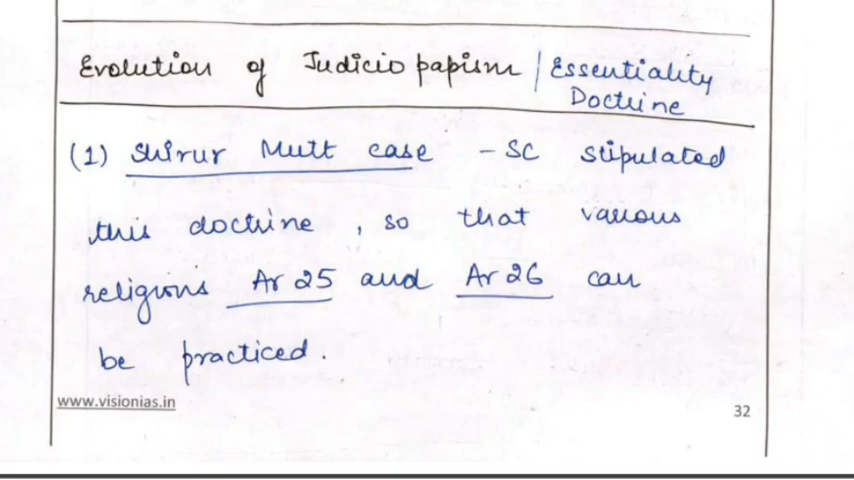 Evolution of Judicio papism / Essentiality
Doctrine
(1) Shirur Mutt case - SC stipulated
this doctrine, so that various
religions Ar 25 and Ar 26 can
be practiced.
www.visionias.in
32